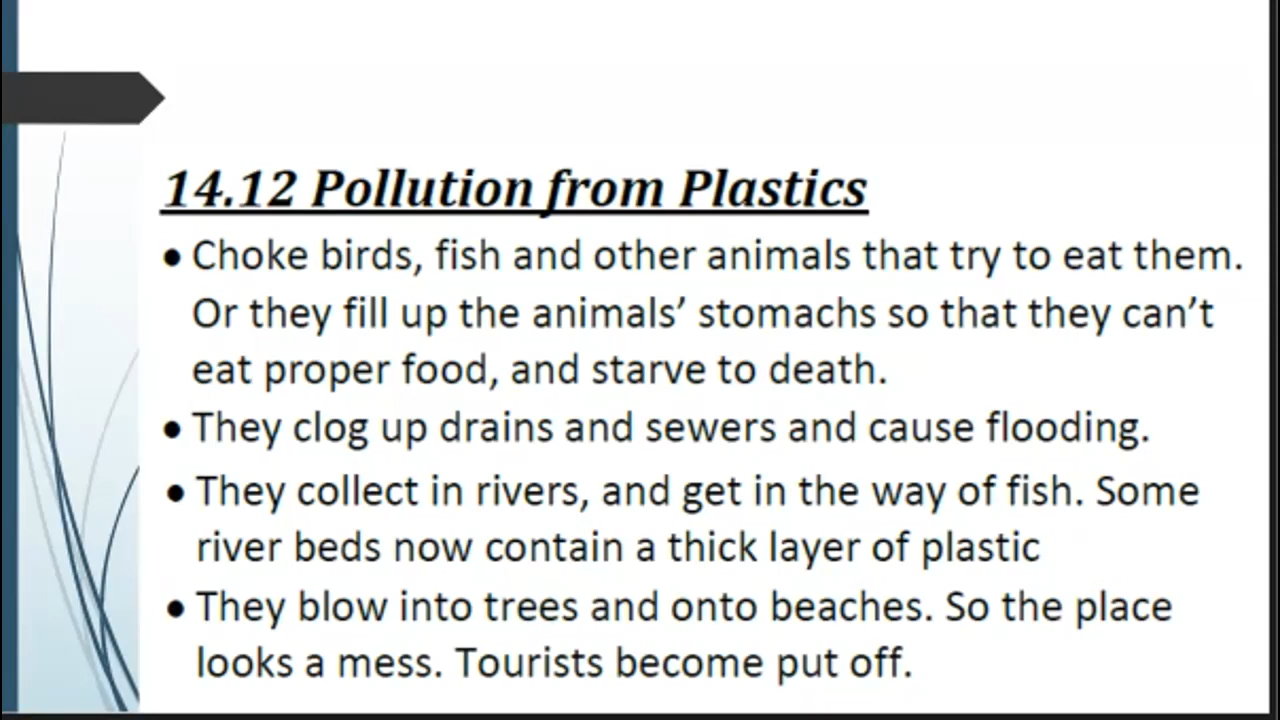 14.12 Pollution from Plastics
• Choke birds, fish and other animals that try to eat them.
Or they fill up the animals’ stomachs so that they can’t
eat proper food, and starve to death.
• They clog up drains and sewers and cause flooding.
• They collect in rivers, and get in the way of fish. Some
river beds now contain a thick layer of plastic
• They blow into trees and onto beaches. So the place
looks a mess. Tourists become put off.